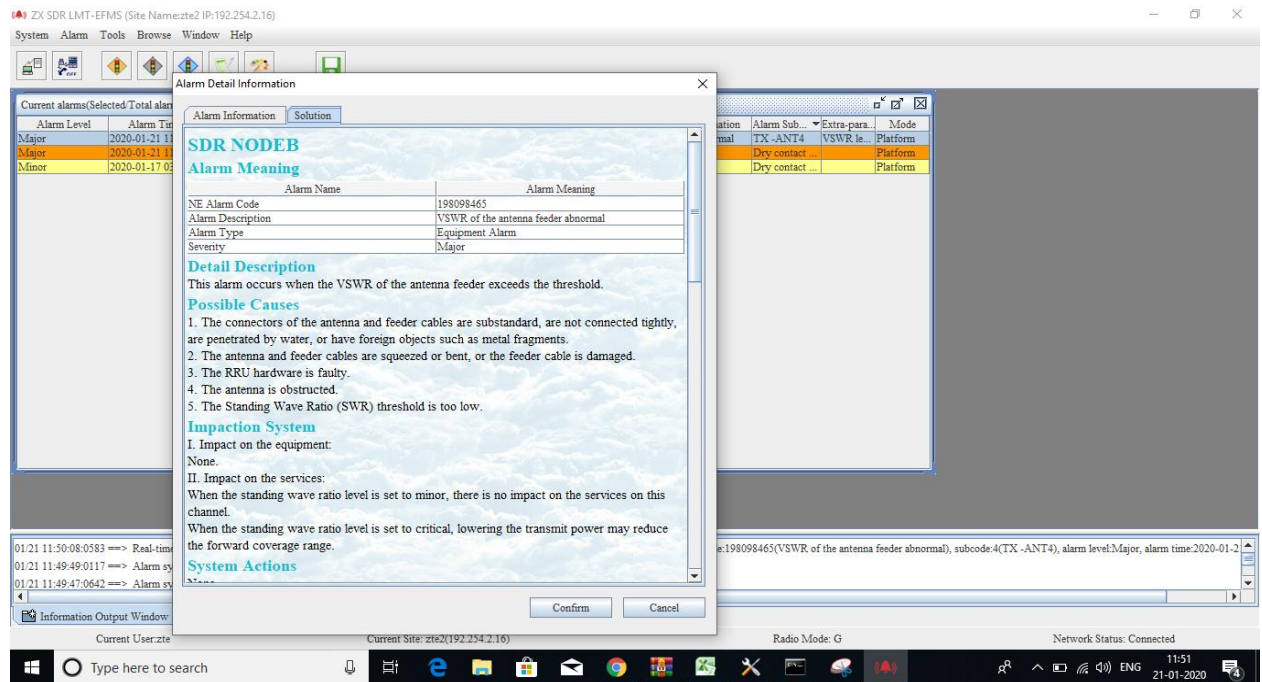 ZX SDR LMT-EFMS (Site Name:zte2 IP:192.254.2.16)
System Alarm Tools Browse Window Help
OFF
Alarm Detail Information
Current alarms(Selected/Total alar
Alarm Information Solution
Alarm Level Alarm Tin ation Alarm Sub... Extra-para... Mode
Major 2020-01-21 11 mal TX -ANT4 VSWR le... Platform
Major 2020-01-21 11 Dry contact ... Platform
Minor 2020-01-17 03 Dry contact ... Platform
SDR NODEB
Alarm Meaning
Alarm Name Alarm Meaning
NE Alarm Code 198098465
Alarm Description VSWR of the antenna feeder abnormal
Alarm Type Equipment Alarm
Severity Major
Detail Description
This alarm occurs when the VSWR of the antenna feeder exceeds the threshold.
Possible Causes
1. The connectors of the antenna and feeder cables are substandard, are not connected tightly,
are penetrated by water, or have foreign objects such as metal fragments.
2. The antenna and feeder cables are squeezed or bent, or the feeder cable is damaged.
3. The RRU hardware is faulty.
4. The antenna is obstructed.
5. The Standing Wave Ratio (SWR) threshold is too low.
Impaction System
I. Impact on the equipment:
None.
II. Impact on the services:
When the standing wave ratio level is set to minor, there is no impact on the services on this
channel.
When the standing wave ratio level is set to critical, lowering the transmit power may reduce
the forward coverage range.
System Actions
Confirm Cancel
01/21 11:50:08:0583 ==> Real-time e:198098465(VSWR of the antenna feeder abnormal), subcode:4(TX -ANT4), alarm level:Major, alarm time:2020-01-2
01/21 11:49:49:0117 ==> Alarm sy
01/21 11:49:47:0642 ==> Alarm sy
Information Output Window
Current User:zte Current Site: zte2(192.254.2.16) Radio Mode: G Network Status: Connected
Type here to search ENG 11:51
21-01-2020 4